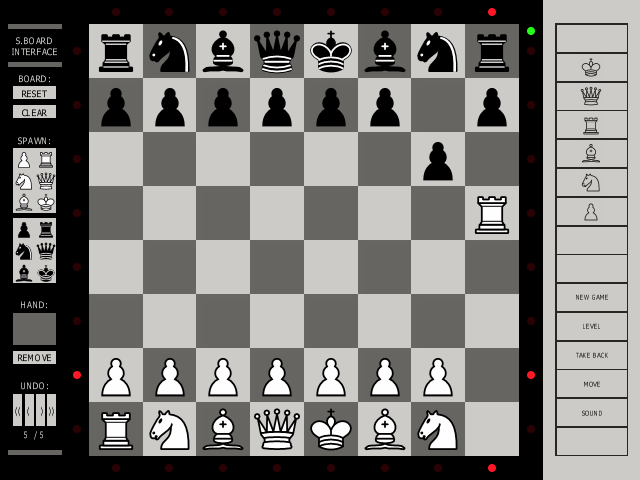 S.BOARD
INTERFACE
BOARD:
RESET
CLEAR
SPAWN:
HAND:
REMOVE
UNDO:
5 / 5
NEW GAME
LEVEL
TAKE BACK
MOVE
SOUND